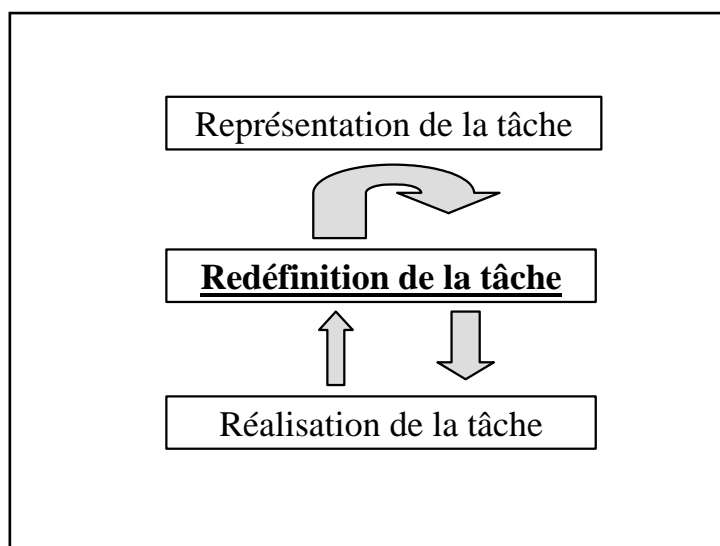 Représentation de la tâche
Redéfinition de la tâche
Réalisation de la tâche